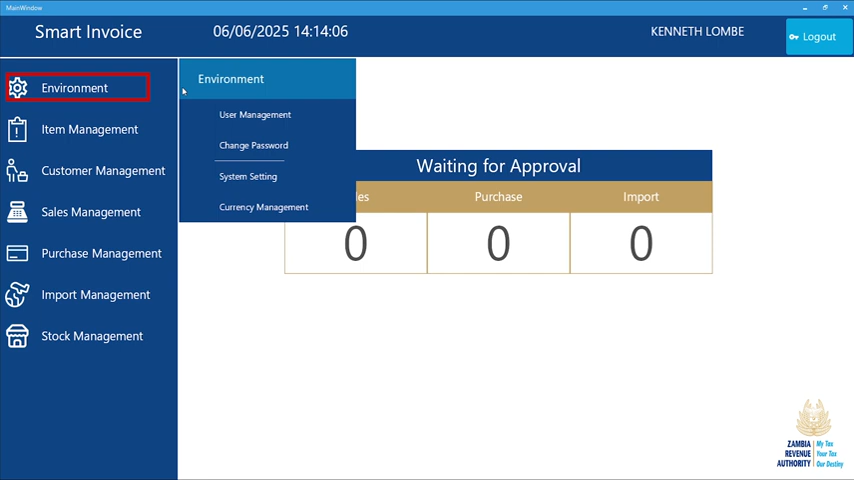 MainWindow
Smart Invoice
06/06/2025 14:14:06
KENNETH LOMBE
Logout
Environment
Item Management
Customer Management
Sales Management
Purchase Management
Import Management
Stock Management
Environment
User Management
Change Password
System Setting
Currency Management
Waiting for Approval
es Purchase Import
0 0 0
ZAMBIA My Tax
REVENUE Your Tax
AUTHORITY Our Destiny